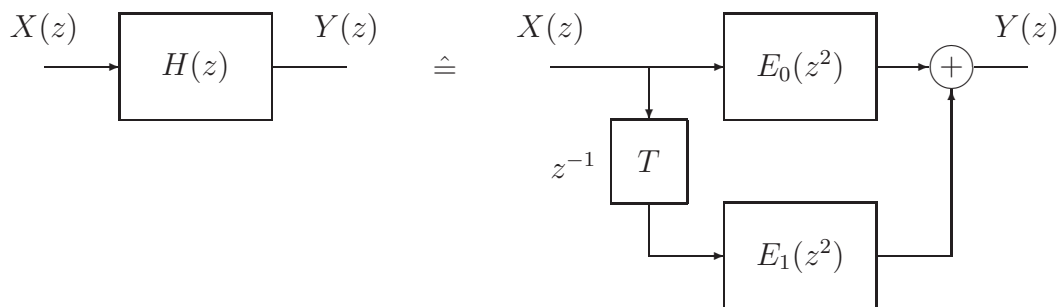 X(z) Y(z) X(z) Y(z)
H(z) ≙ E₀(z²) +
z⁻¹ T
E₁(z²)